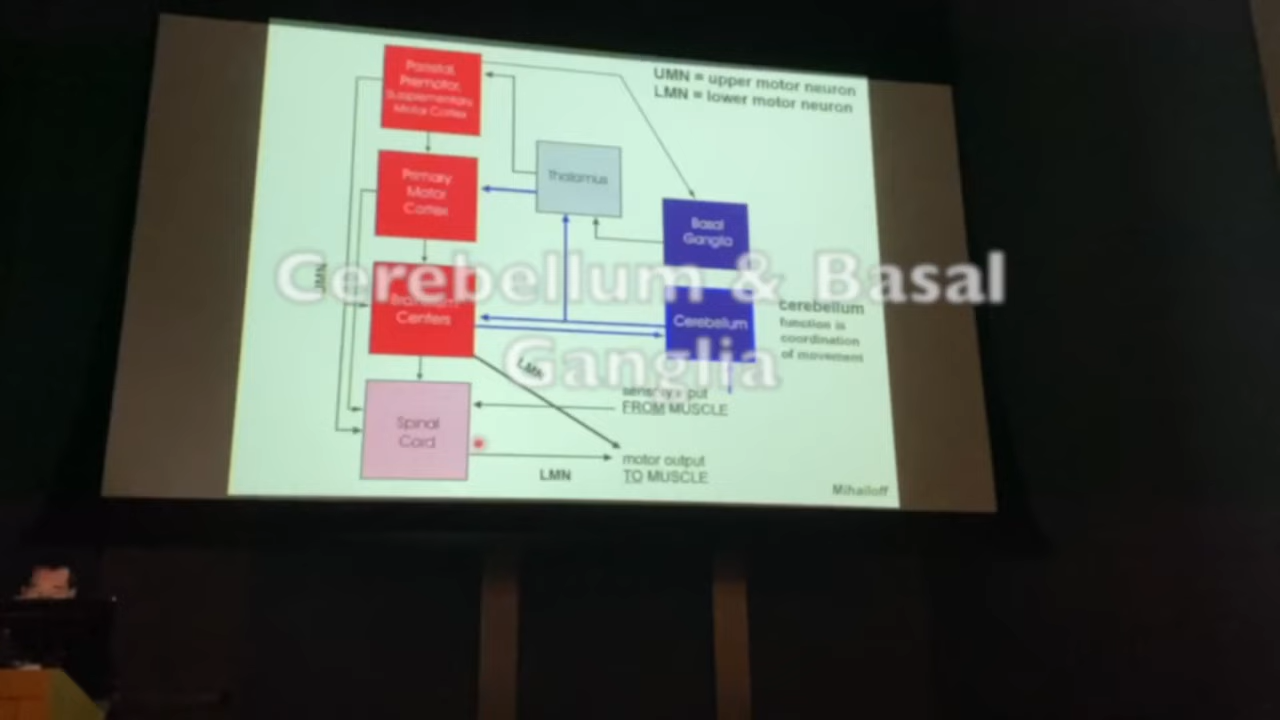 Parietal,
Premotor,
Supplementary
Motor Cortex
UMN = upper motor neuron
LMN = lower motor neuron
Primary
Motor
Cortex
Thalamus
Basal
Ganglia
Cerebellum & Basal
Ganglia
Centers
Cerebellum
Cerebellum
function is
coordination
of movement
LMN
Spinal
Cord
FROM MUSCLE
motor output
TO MUSCLE
LMN
Mihailoff